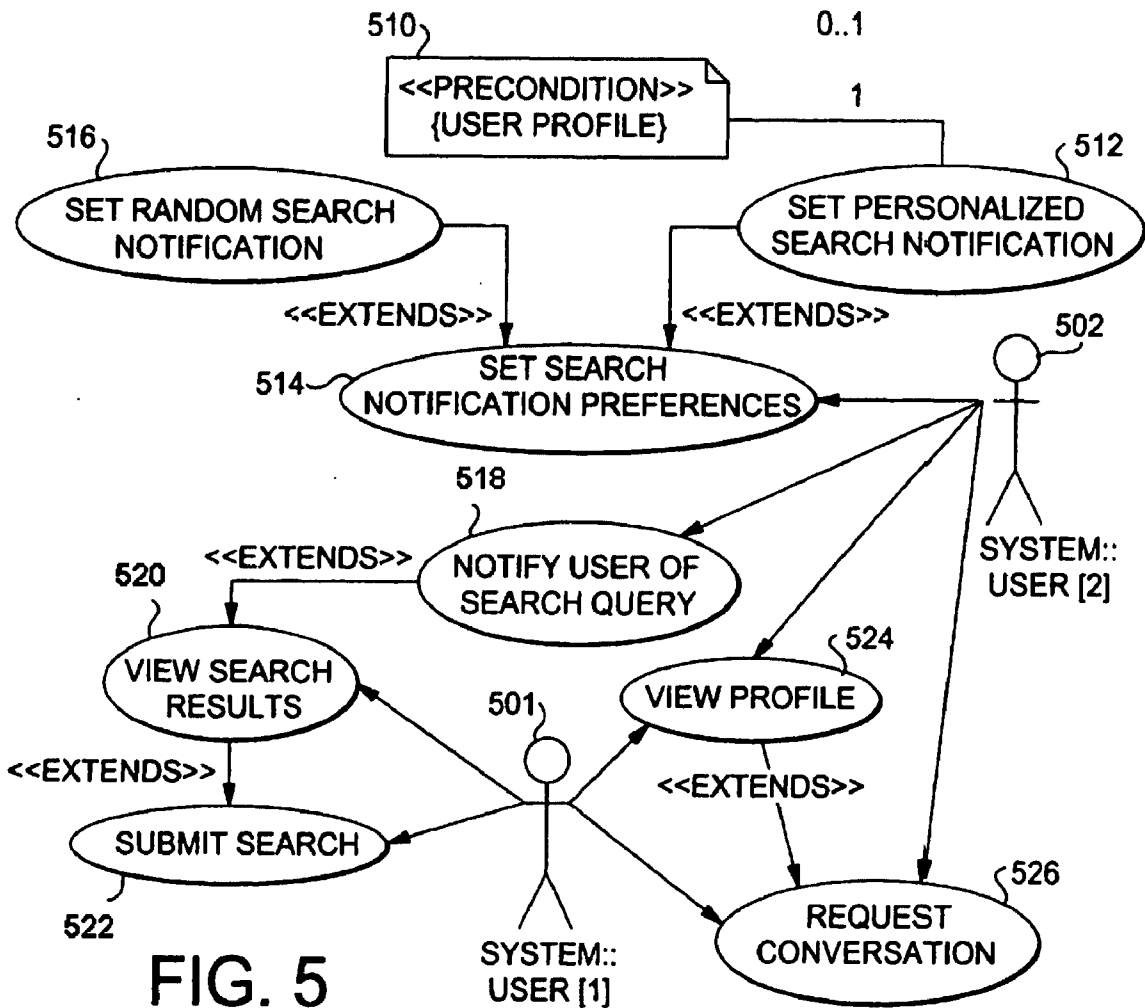 510
0..1
<<PRECONDITION>>
{USER PROFILE}
1
516
512
SET RANDOM SEARCH
NOTIFICATION
SET PERSONALIZED
SEARCH NOTIFICATION
<<EXTENDS>>
<<EXTENDS>>
502
514
SET SEARCH
NOTIFICATION PREFERENCES
518
<<EXTENDS>>
NOTIFY USER OF
SEARCH QUERY
SYSTEM::
USER [2]
520
VIEW SEARCH
RESULTS
524
VIEW PROFILE
501
<<EXTENDS>>
<<EXTENDS>>
SUBMIT SEARCH
522
526
REQUEST
CONVERSATION
SYSTEM::
USER [1]
FIG. 5